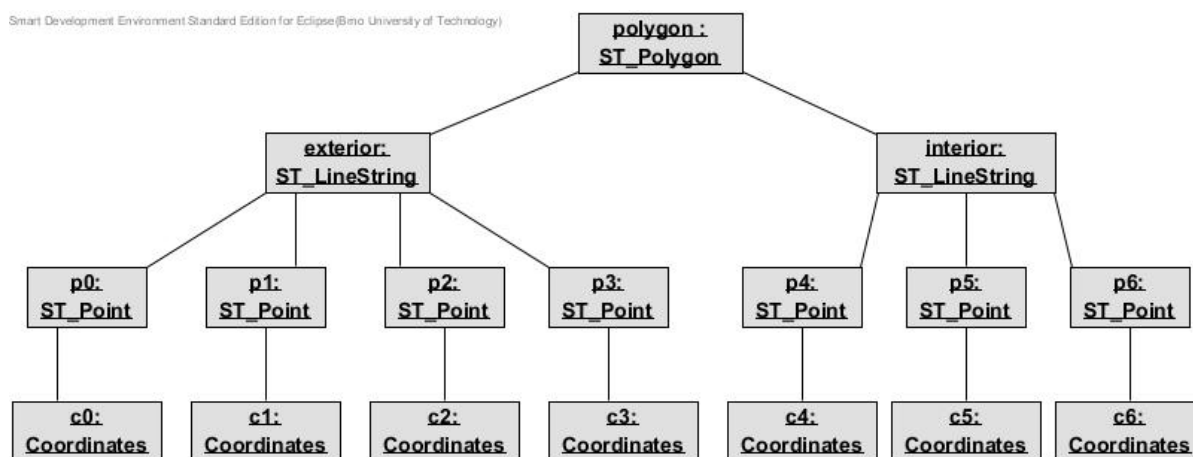 Smart Development Environment Standard Edition for Eclipse(Brno University of Technology)
polygon :
ST_Polygon
exterior:
ST_LineString
interior:
ST_LineString
p0:
ST_Point
p1:
ST_Point
p2:
ST_Point
p3:
ST_Point
p4:
ST_Point
p5:
ST_Point
p6:
ST_Point
c0:
Coordinates
c1:
Coordinates
c2:
Coordinates
c3:
Coordinates
c4:
Coordinates
c5:
Coordinates
c6:
Coordinates